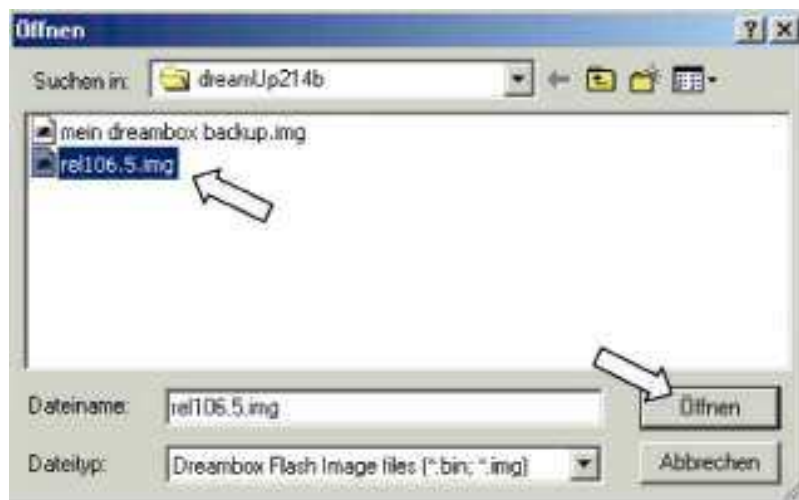 Öffnen
Suchen in: dreamUp214b
mein dreambox backup.img
rel106.5.img
Dateiname: rel106.5.img Öffnen
Dateityp: Dreambox Flash Image files (*.bin; *.img) Abbrechen